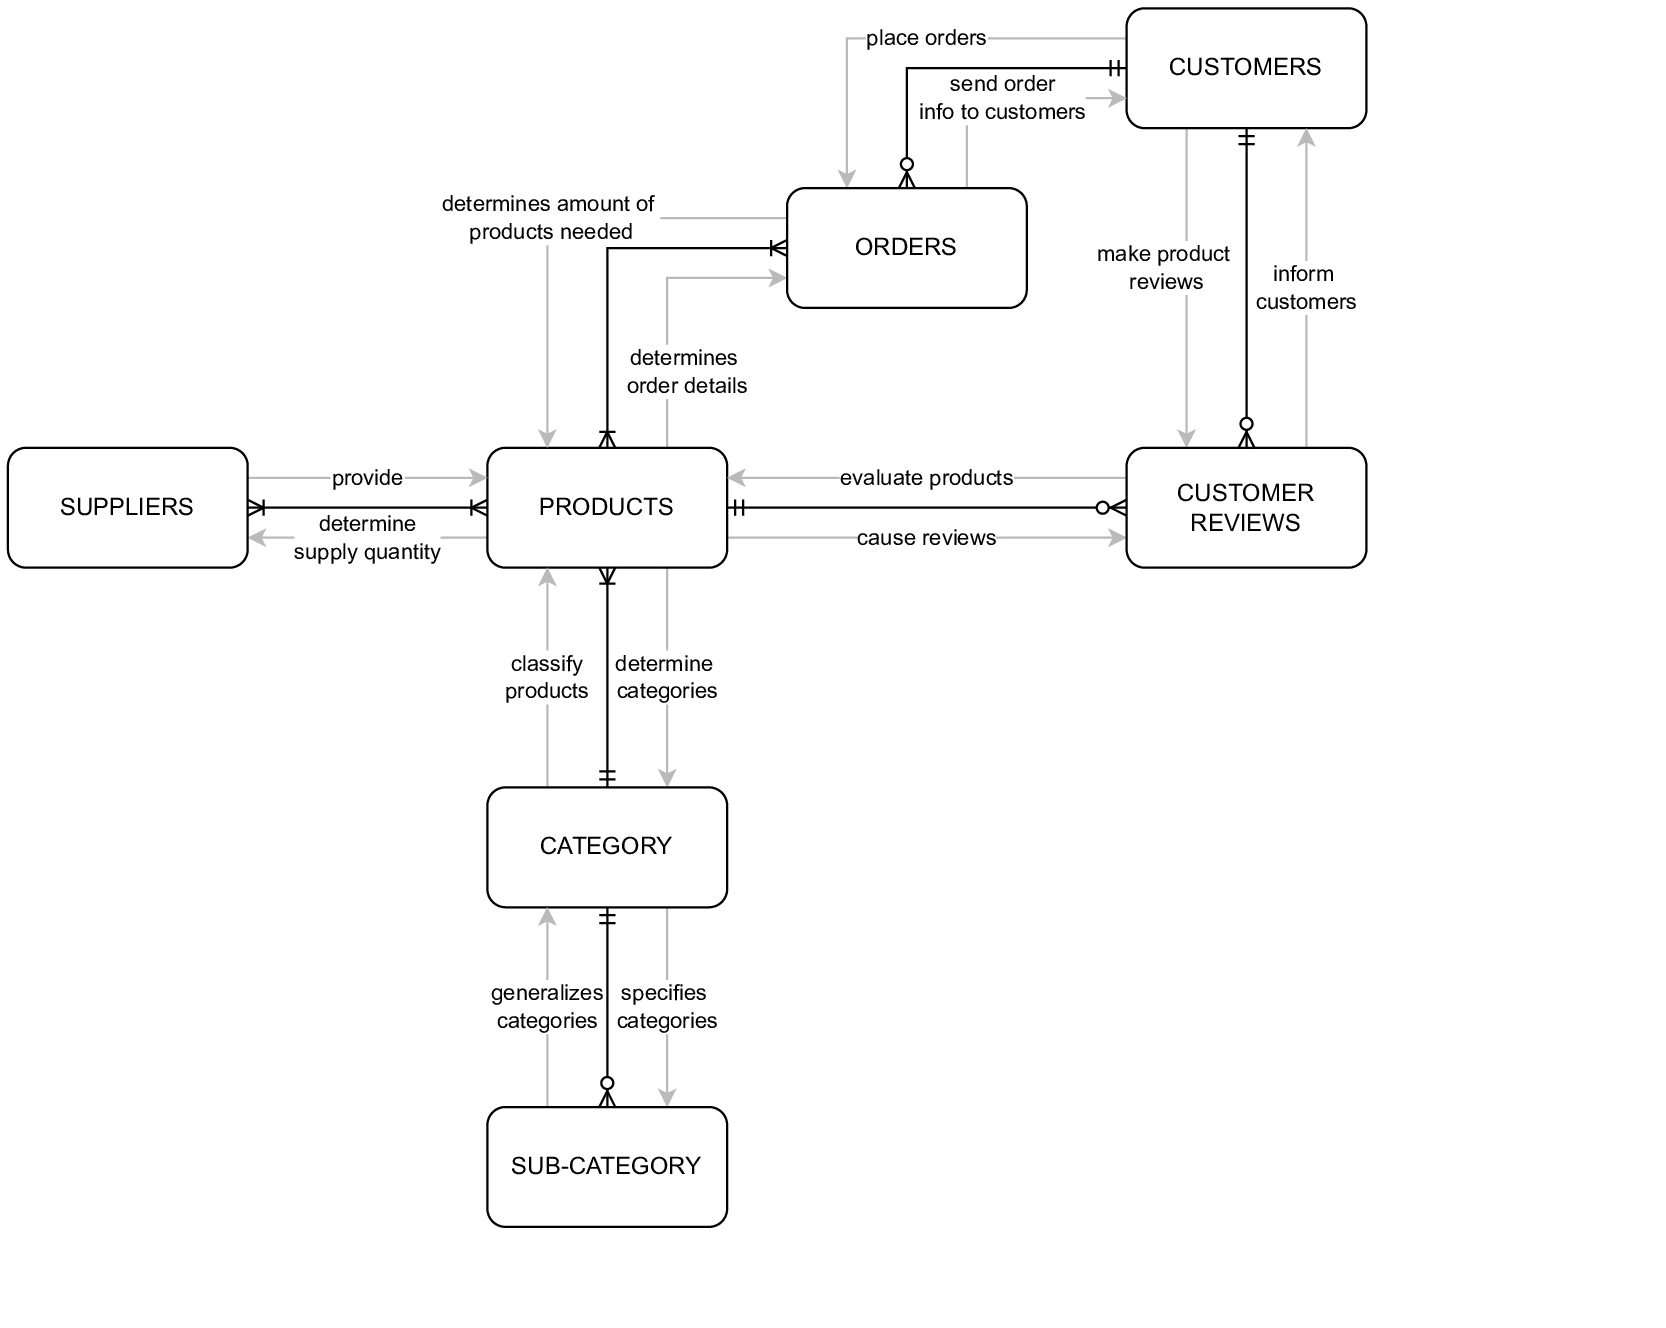 place orders
CUSTOMERS
send order
info to customers
determines amount of
products needed
ORDERS
make product
reviews
inform
customers
determines
order details
SUPPLIERS
provide
determine
supply quantity
PRODUCTS
evaluate products
cause reviews
CUSTOMER
REVIEWS
classify
products
determine
categories
CATEGORY
generalizes
categories
specifies
categories
SUB-CATEGORY